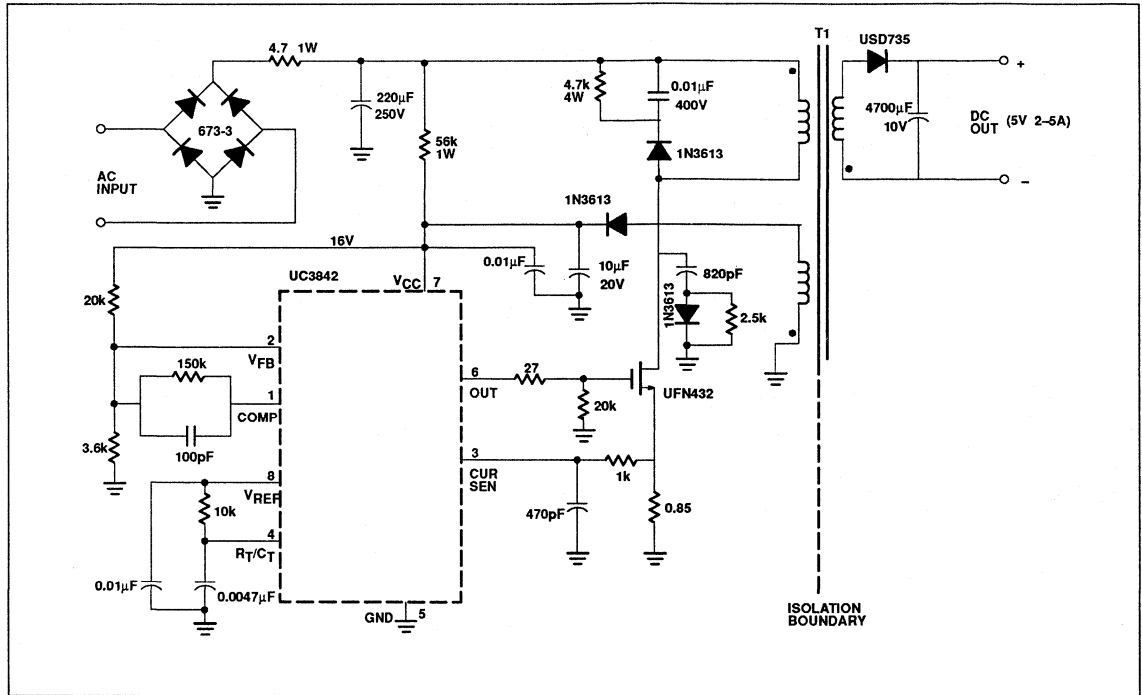 4.7 1W
T1
USD735
+
4.7k
4W
0.01µF
400V
220µF
250V
4700µF
10V
DC
OUT (5V 2–5A)
673-3
56k
1W
1N3613
AC
INPUT
–
1N3613
16V
0.01µF
10µF
20V
820pF
UC3842
VCC 7
20k
1N3613
2.5k
2
VFB
150k
6
OUT
27
UFN432
1
COMP
20k
3.6k
100pF
3
CUR
SEN
1k
8
VREF
10k
470pF
0.85
4
RT/CT
0.01µF
0.0047µF
GND 5
ISOLATION
BOUNDARY